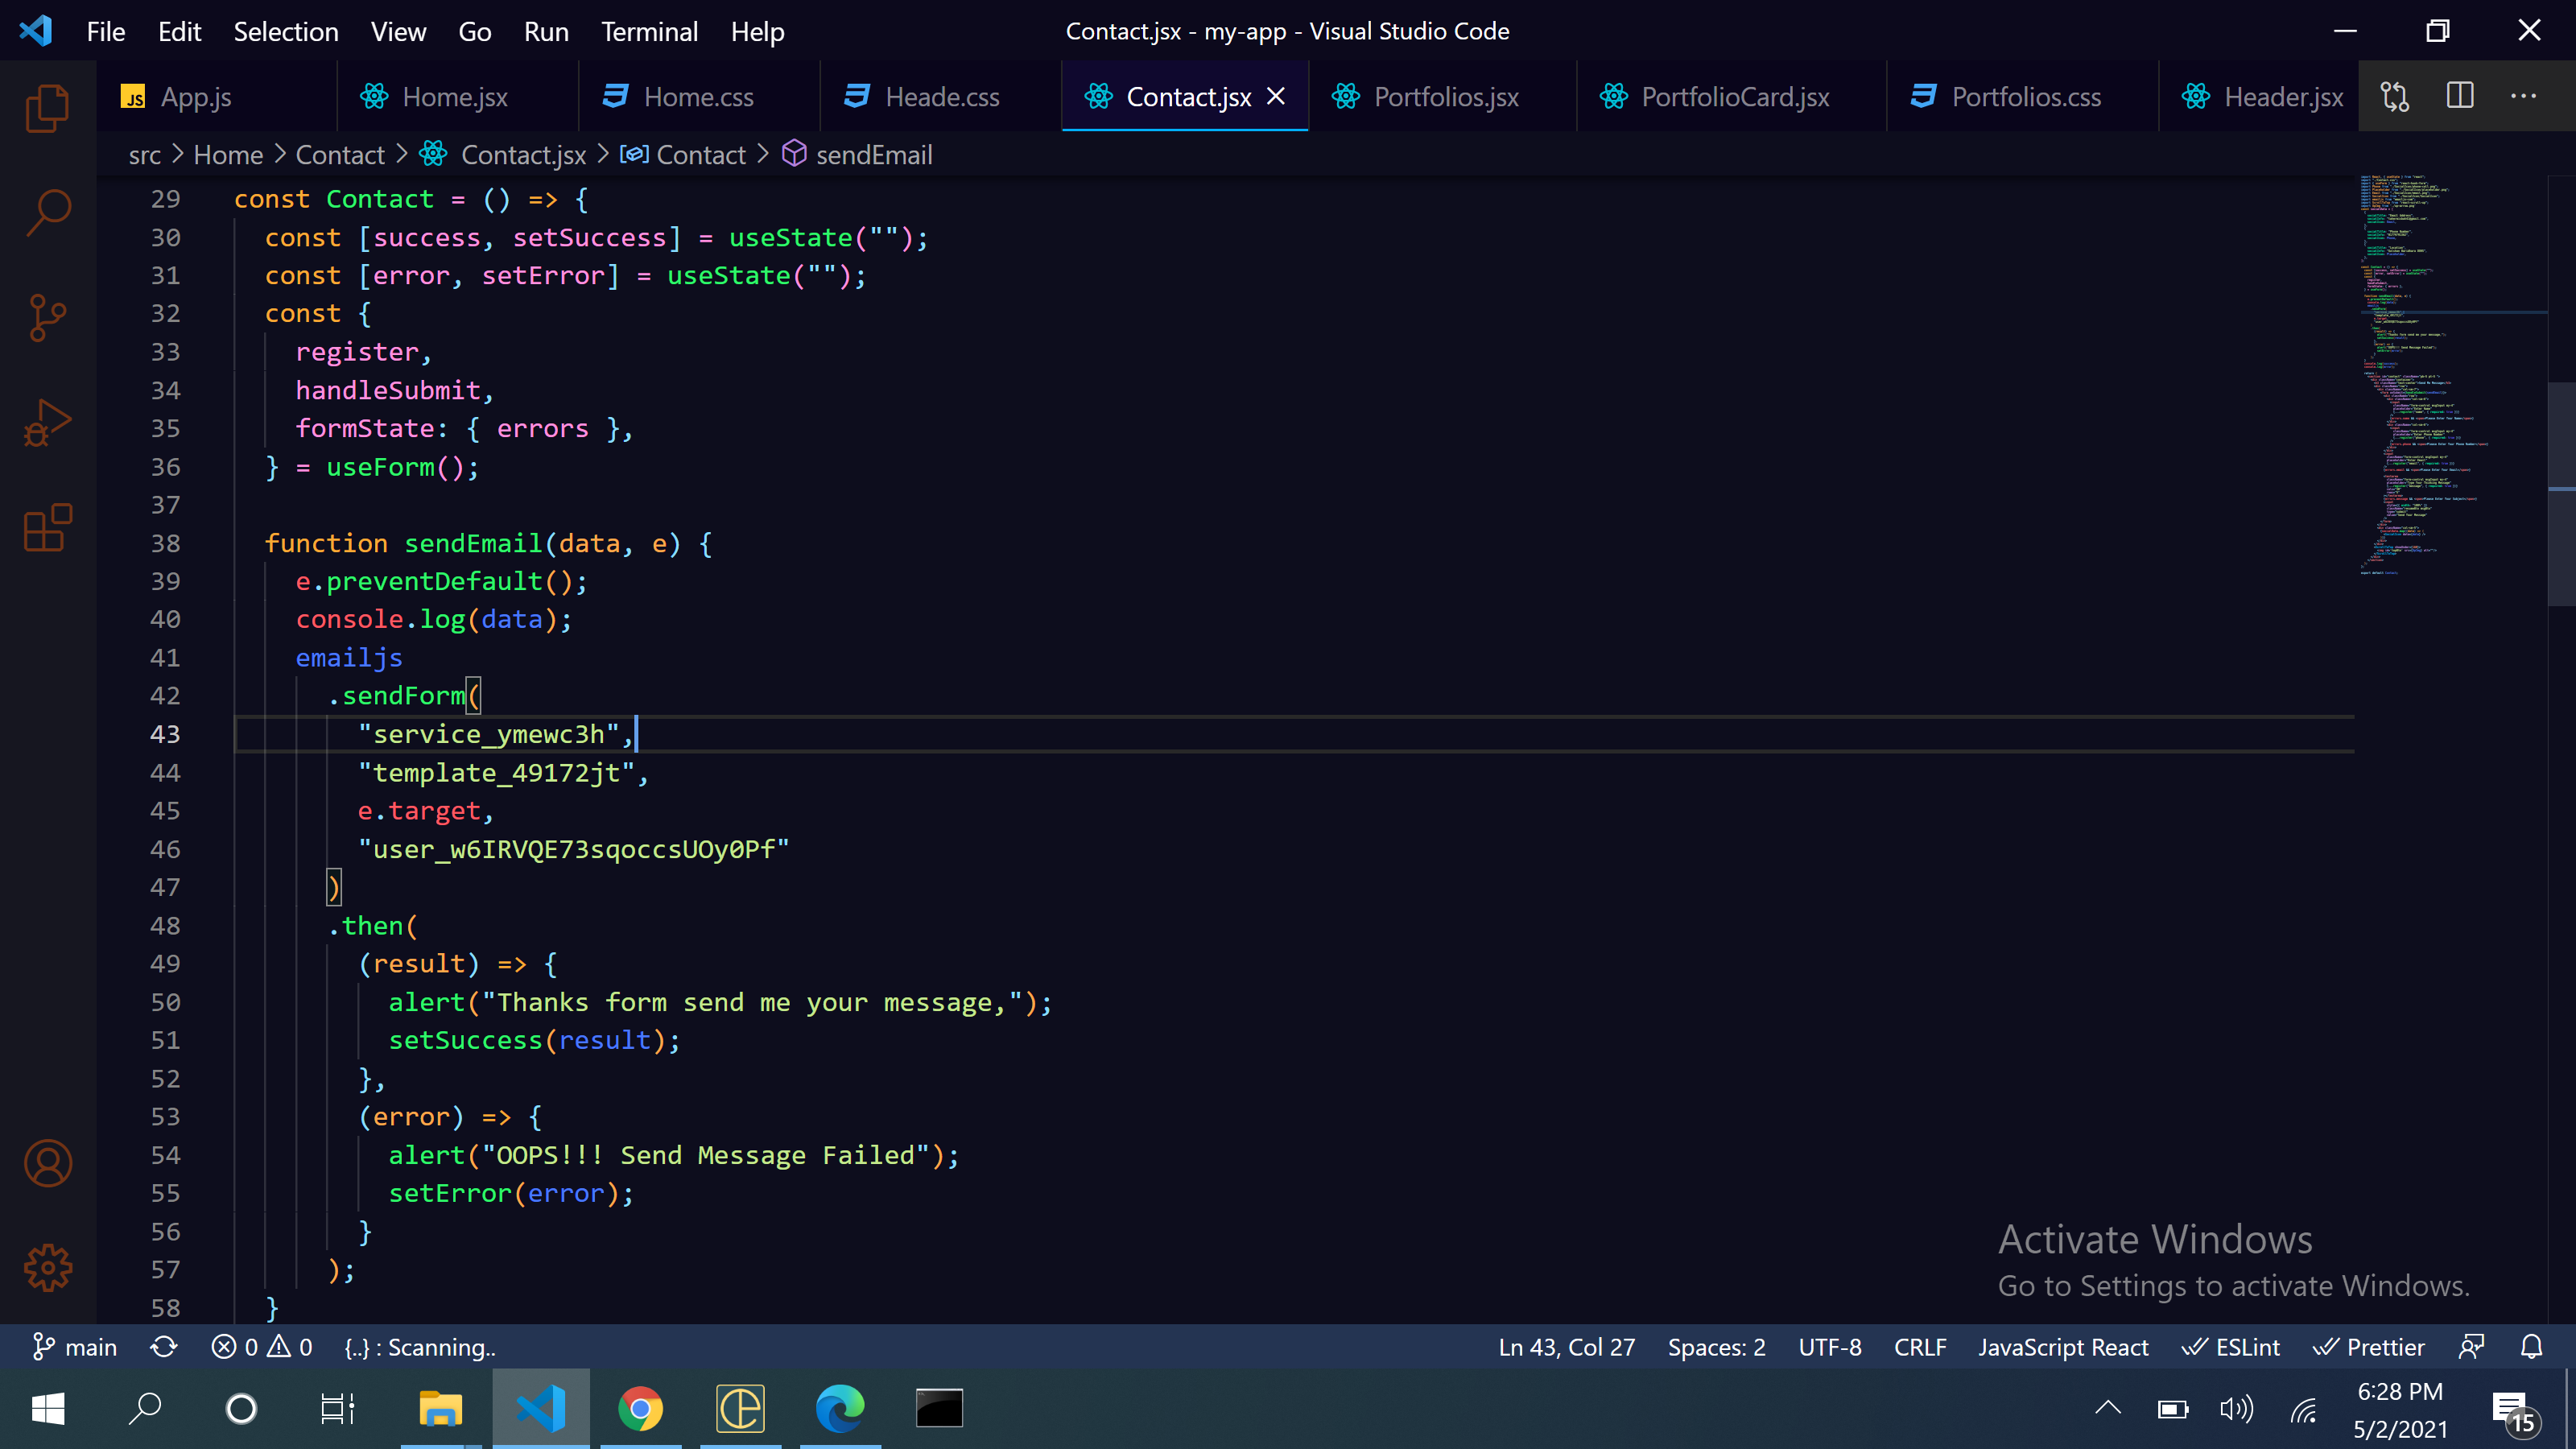 File Edit Selection View Go Run Terminal Help
Contact.jsx - my-app - Visual Studio Code
JS App.js Home.jsx Home.css Heade.css Contact.jsx Portfolios.jsx PortfolioCard.jsx Portfolios.css Header.jsx
src > Home > Contact > Contact.jsx > Contact > sendEmail
29 const Contact = () => {
30 const [success, setSuccess] = useState("");
31 const [error, setError] = useState("");
32 const {
33 register,
34 handleSubmit,
35 formState: { errors },
36 } = useForm();
37
38 function sendEmail(data, e) {
39 e.preventDefault();
40 console.log(data);
41 emailjs
42 .sendForm(
43 "service_ymewc3h",
44 "template_49172jt",
45 e.target,
46 "user_w6IRVQE73sqoccsUOy0Pf"
47 )
48 .then(
49 (result) => {
50 alert("Thanks form send me your message,");
51 setSuccess(result);
52 },
53 (error) => {
54 alert("OOPS!!! Send Message Failed");
55 setError(error);
56 }
57 );
58 }
Activate Windows
Go to Settings to activate Windows.
main 0 0 {..} : Scanning.. Ln 43, Col 27 Spaces: 2 UTF-8 CRLF JavaScript React ESLint Prettier
6:28 PM
5/2/2021
15